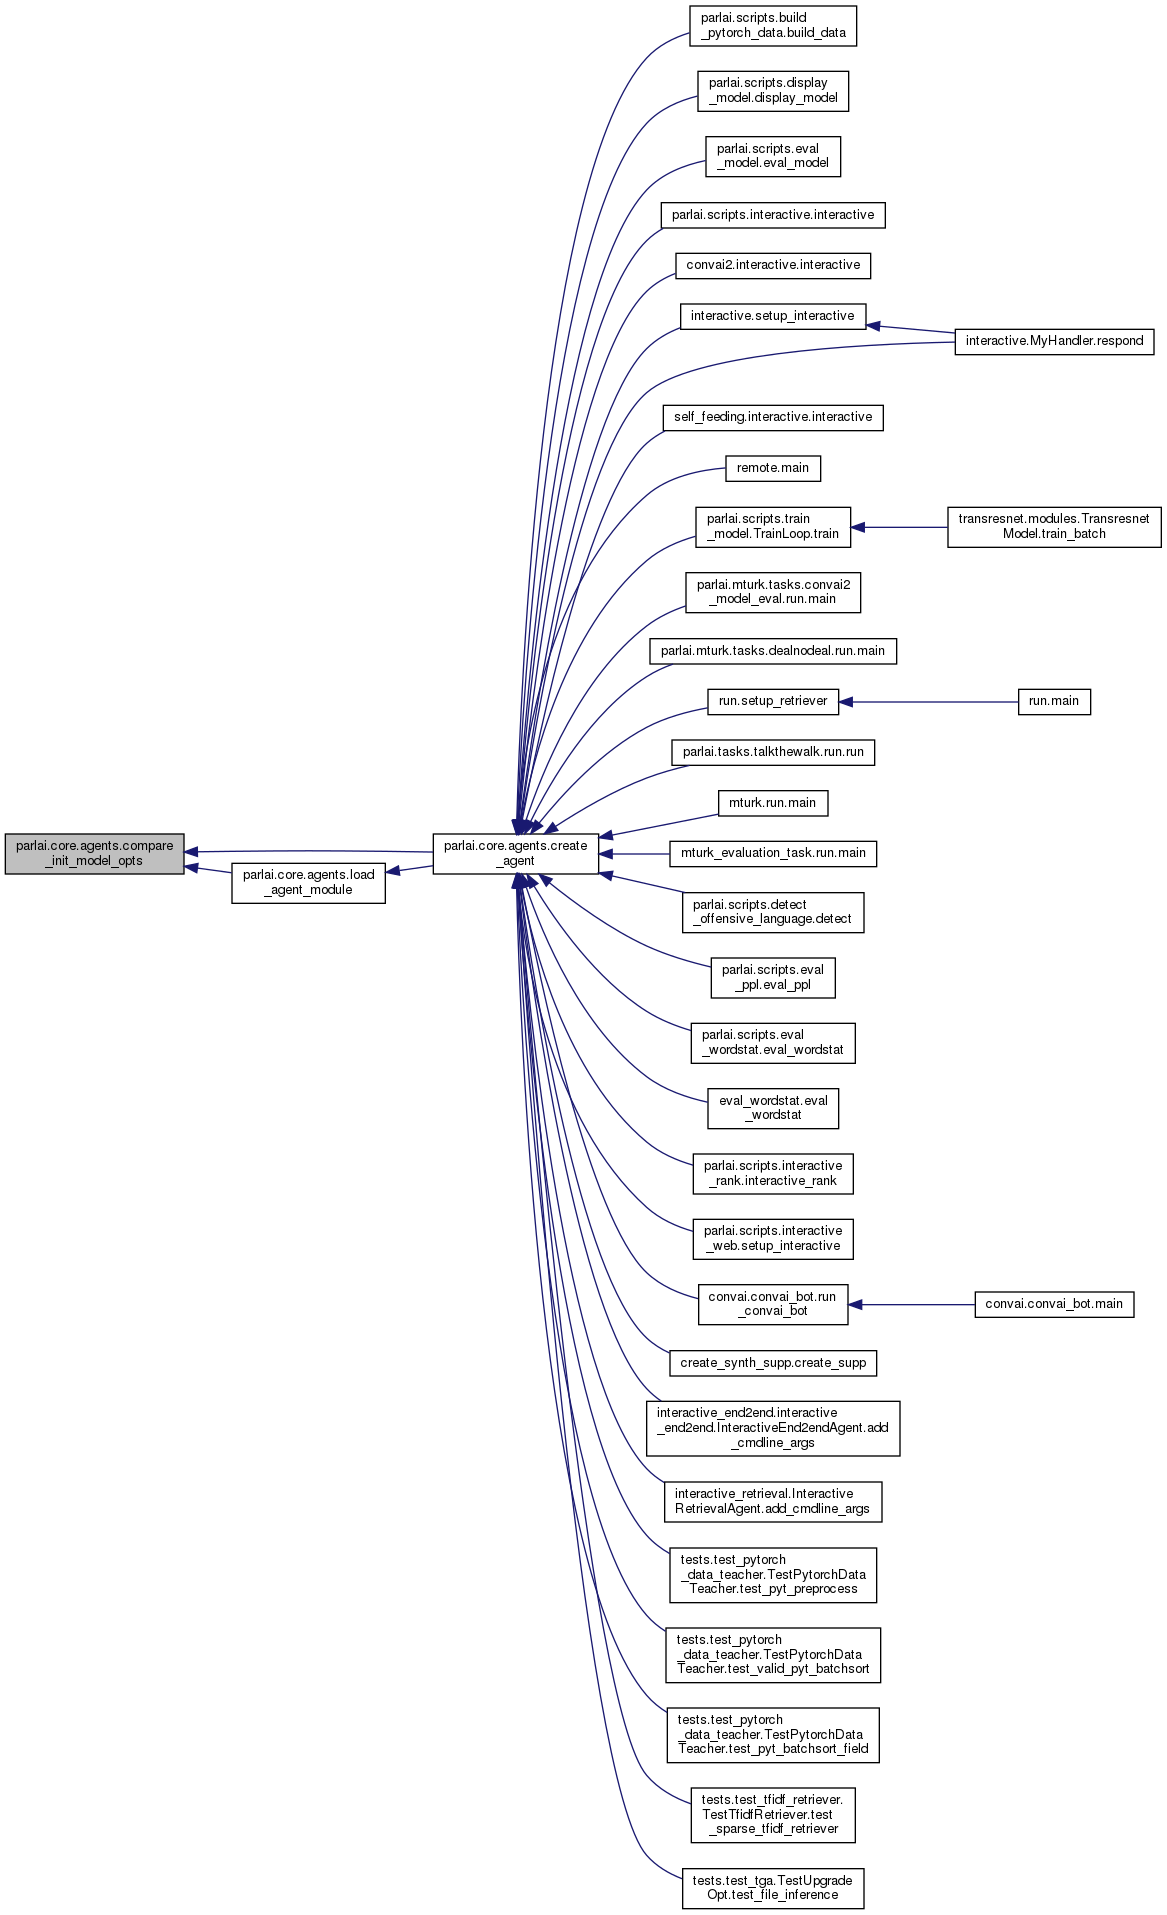 parlai.scripts.build
_pytorch_data.build_data
parlai.scripts.display
_model.display_model
parlai.scripts.eval
_model.eval_model
parlai.scripts.interactive.interactive
convai2.interactive.interactive
interactive.setup_interactive
interactive.MyHandler.respond
self_feeding.interactive.interactive
remote.main
parlai.scripts.train
_model.TrainLoop.train
transresnet.modules.Transresnet
Model.train_batch
parlai.mturk.tasks.convai2
_model_eval.run.main
parlai.mturk.tasks.dealnodeal.run.main
run.setup_retriever
run.main
parlai.tasks.talkthewalk.run.run
mturk.run.main
parlai.core.agents.compare
_init_model_opts
parlai.core.agents.load
_agent_module
parlai.core.agents.create
_agent
mturk_evaluation_task.run.main
parlai.scripts.detect
_offensive_language.detect
parlai.scripts.eval
_ppl.eval_ppl
parlai.scripts.eval
_wordstat.eval_wordstat
eval_wordstat.eval
_wordstat
parlai.scripts.interactive
_rank.interactive_rank
parlai.scripts.interactive
_web.setup_interactive
convai.convai_bot.run
_convai_bot
convai.convai_bot.main
create_synth_supp.create_supp
interactive_end2end.interactive
_end2end.InteractiveEnd2endAgent.add
_cmdline_args
interactive_retrieval.Interactive
RetrievalAgent.add_cmdline_args
tests.test_pytorch
_data_teacher.TestPytorchData
Teacher.test_pyt_preprocess
tests.test_pytorch
_data_teacher.TestPytorchData
Teacher.test_valid_pyt_batchsort
tests.test_pytorch
_data_teacher.TestPytorchData
Teacher.test_pyt_batchsort_field
tests.test_tfidf_retriever.
TestTfidfRetriever.test
_sparse_tfidf_retriever
tests.test_tga.TestUpgrade
Opt.test_file_inference